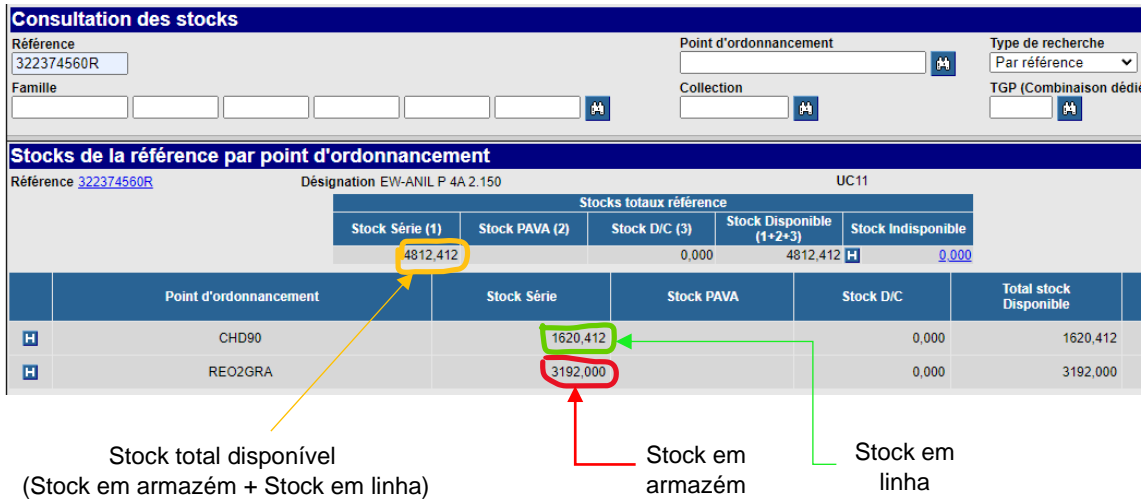 Consultation des stocks
Référence Point d'ordonnancement Type de recherche
322374560R Par référence
Famille Collection TGP (Combinaison dédié
Stocks de la référence par point d'ordonnancement
Référence 322374560R Désignation EW-ANIL P 4A 2.150 UC11
Stocks totaux référence
Stock Série (1) Stock PAVA (2) Stock D/C (3) Stock Disponible (1+2+3) Stock Indisponible
4812,412 0,000 4812,412 H 0,000
Point d'ordonnancement Stock Série Stock PAVA Stock D/C Total stock Disponible
H CHD90 1620,412 0,000 1620,412
H REO2GRA 3192,000 0,000 3192,000
Stock total disponível
(Stock em armazém + Stock em linha)
Stock em
armazém
Stock em
linha